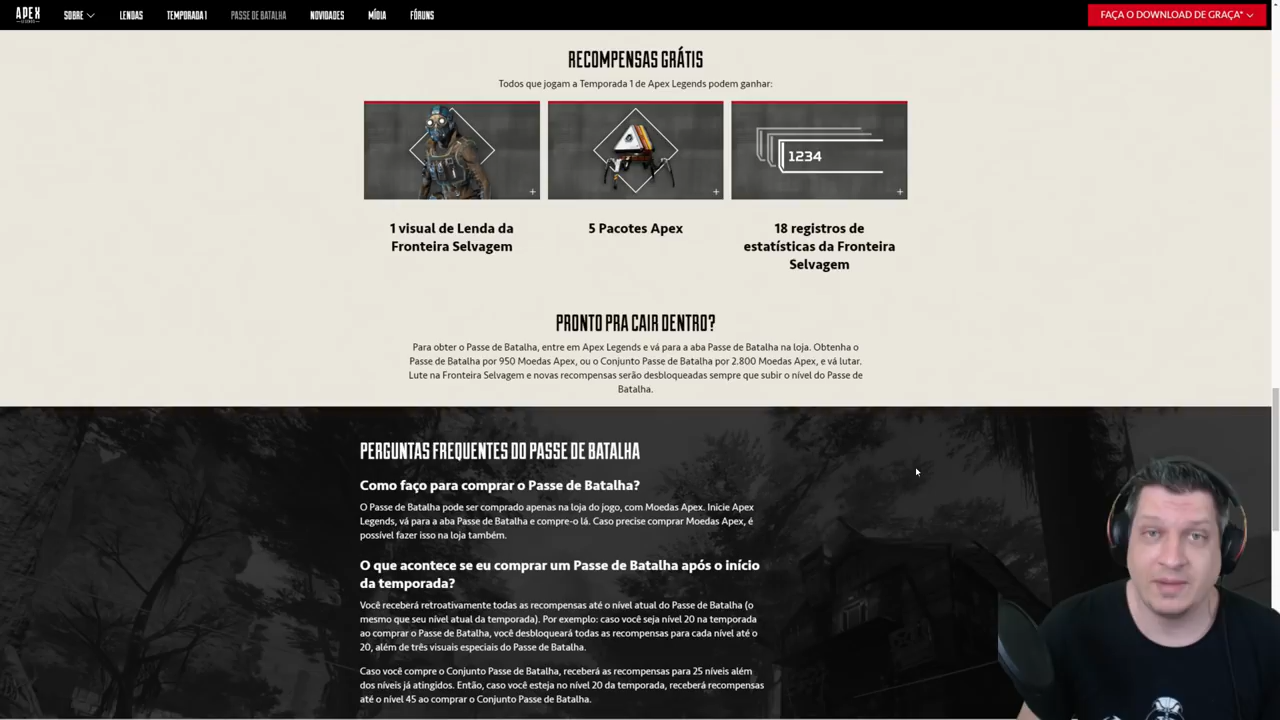 APEX
SOBRE
LENDAS
TEMPORADA 1
PASSE DE BATALHA
NOVIDADES
MÍDIA
FÓRUNS
FAÇA O DOWNLOAD DE GRAÇA*
RECOMPENSAS GRÁTIS
Todos que jogam a Temporada 1 de Apex Legends podem ganhar:
1234
1 visual de Lenda da
Fronteira Selvagem
5 Pacotes Apex
18 registros de
estatísticas da Fronteira
Selvagem
PRONTO PRA CAIR DENTRO?
Para obter o Passe de Batalha, entre em Apex Legends e vá para a aba Passe de Batalha na loja. Obtenha o
Passe de Batalha por 950 Moedas Apex, ou o Conjunto Passe de Batalha por 2.800 Moedas Apex, e vá lutar.
Lute na Fronteira Selvagem e novas recompensas serão desbloqueadas sempre que subir o nível do Passe de
Batalha.
PERGUNTAS FREQUENTES DO PASSE DE BATALHA
Como faço para comprar o Passe de Batalha?
O Passe de Batalha pode ser comprado apenas na loja do jogo, com Moedas Apex. Inicie Apex
Legends, vá para a aba Passe de Batalha e compre-o lá. Caso precise comprar Moedas Apex, é
possível fazer isso na loja também.
O que acontece se eu comprar um Passe de Batalha após o início
da temporada?
Você receberá retroativamente todas as recompensas até o nível atual do Passe de Batalha (o
mesmo que seu nível atual da temporada). Por exemplo: caso você seja nível 20 na temporada
ao comprar o Passe de Batalha, você desbloqueará todas as recompensas para cada nível até o
20, além de três visuais especiais do Passe de Batalha.
Caso você compre o Conjunto Passe de Batalha, receberá as recompensas para 25 níveis além
dos níveis já atingidos. Então, caso você esteja no nível 20 da temporada, receberá recompensas
até o nível 45 ao comprar o Conjunto Passe de Batalha.